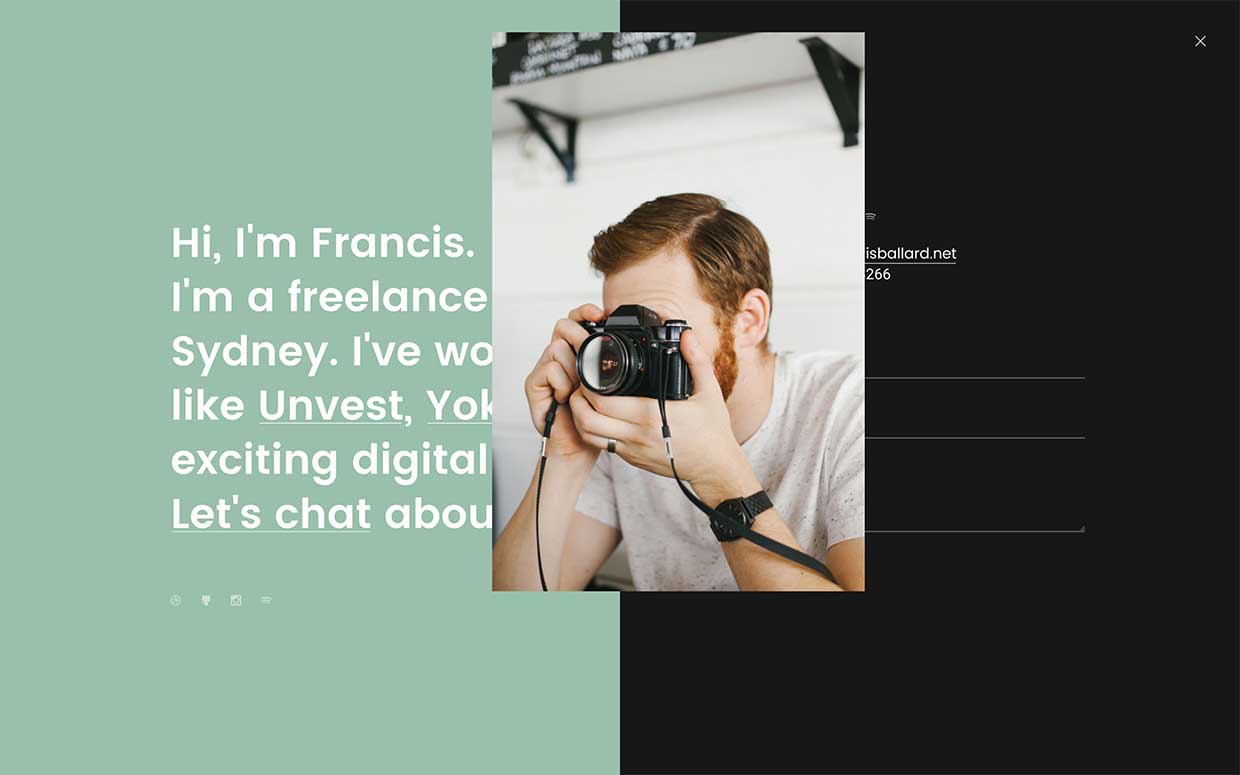 Hi, I'm Francis.
I'm a freelance
Sydney. I've wo
like Unvest, Yok
exciting digital
Let's chat abou
isballard.net
266